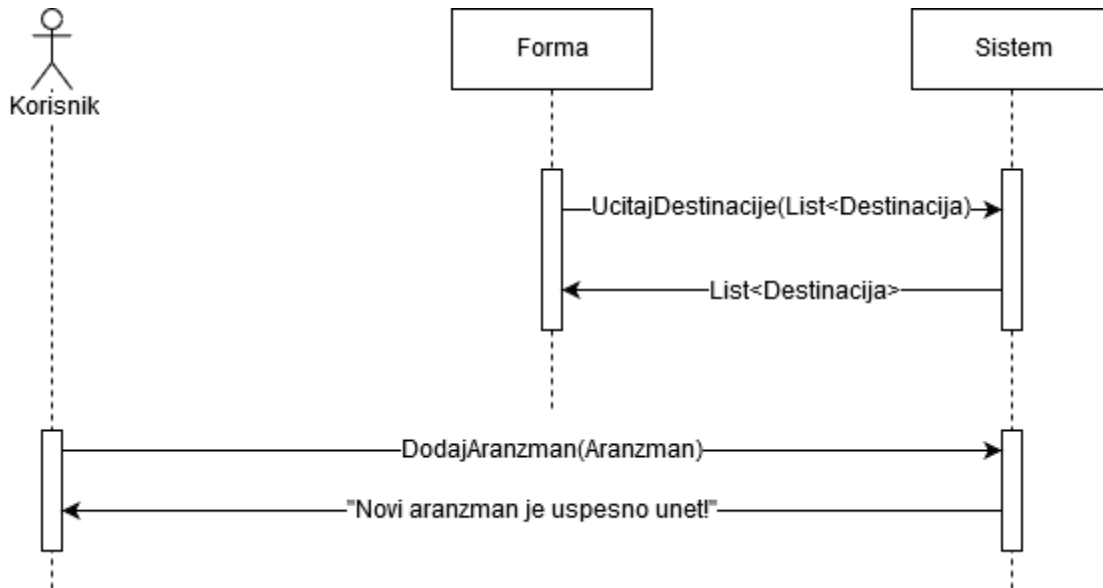 Forma
Sistem
Korisnik
UcitajDestinacije(List<Destinacija)
List<Destinacija>
DodajAranzman(Aranzman)
"Novi aranzman je uspesno unet!"